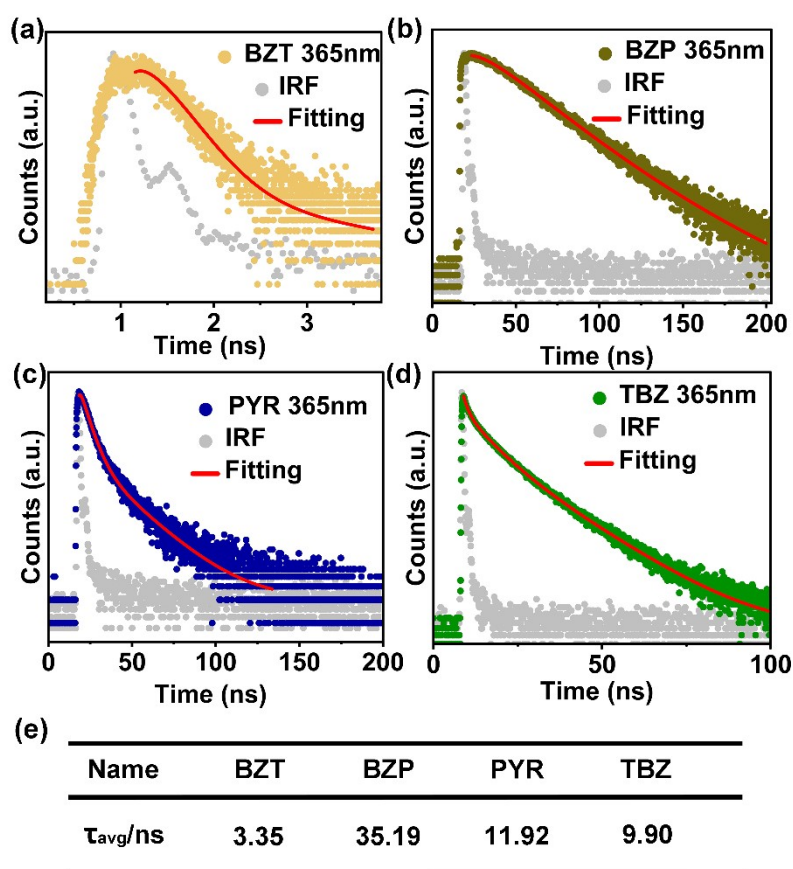 (a)
BZT 365nm
IRF
Fitting
Counts (a.u.)
1 2 3
Time (ns)
(b)
BZP 365nm
IRF
Fitting
Counts (a.u.)
0 50 100 150 200
Time (ns)
(c)
PYR 365nm
IRF
Fitting
Counts (a.u.)
0 50 100 150 200
Time (ns)
(d)
TBZ 365nm
IRF
Fitting
Counts (a.u.)
0 50 100
Time (ns)
(e)
Name BZT BZP PYR TBZ
τavg/ns 3.35 35.19 11.92 9.90